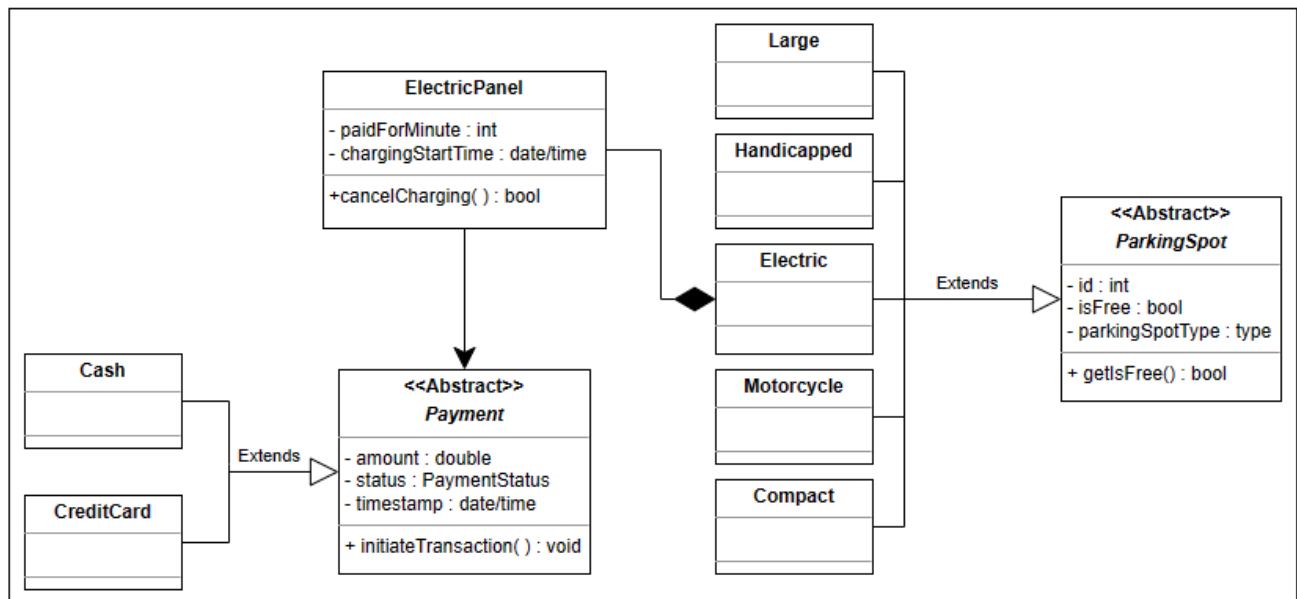 Large
ElectricPanel
- paidForMinute : int
- chargingStartTime : date/time
+cancelCharging( ) : bool
Handicapped
<<Abstract>>
ParkingSpot
- id : int
- isFree : bool
- parkingSpotType : type
+ getIsFree() : bool
Electric
Extends
Cash
<<Abstract>>
Payment
- amount : double
- status : PaymentStatus
- timestamp : date/time
+ initiateTransaction( ) : void
Extends
CreditCard
Motorcycle
Compact